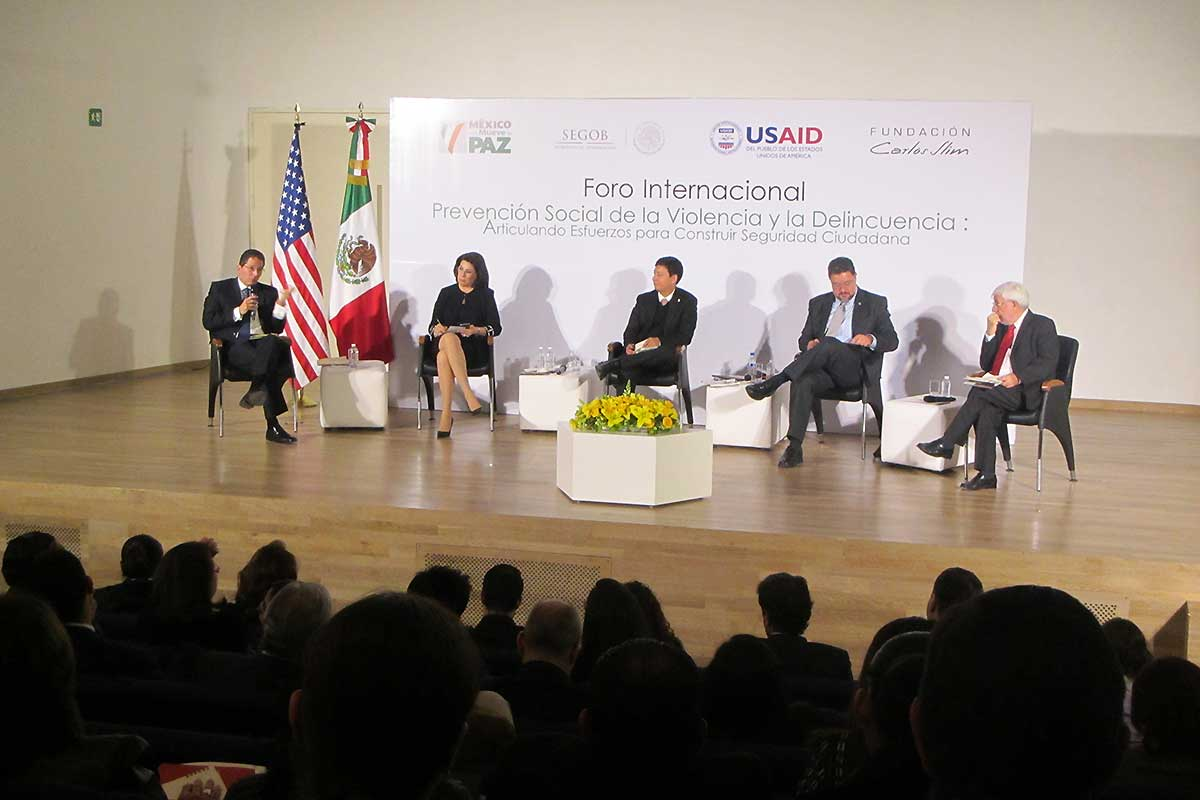 MÉXICO
Mueve
PAZ
SEGOB
USAID
DEL PUEBLO DE LOS ESTADOS
UNIDOS DE AMÉRICA
FUNDACIÓN
Carlos Slim
Foro Internacional
Prevención Social de la Violencia y la Delincuencia :
Articulando Esfuerzos para Construir Seguridad Ciudadana